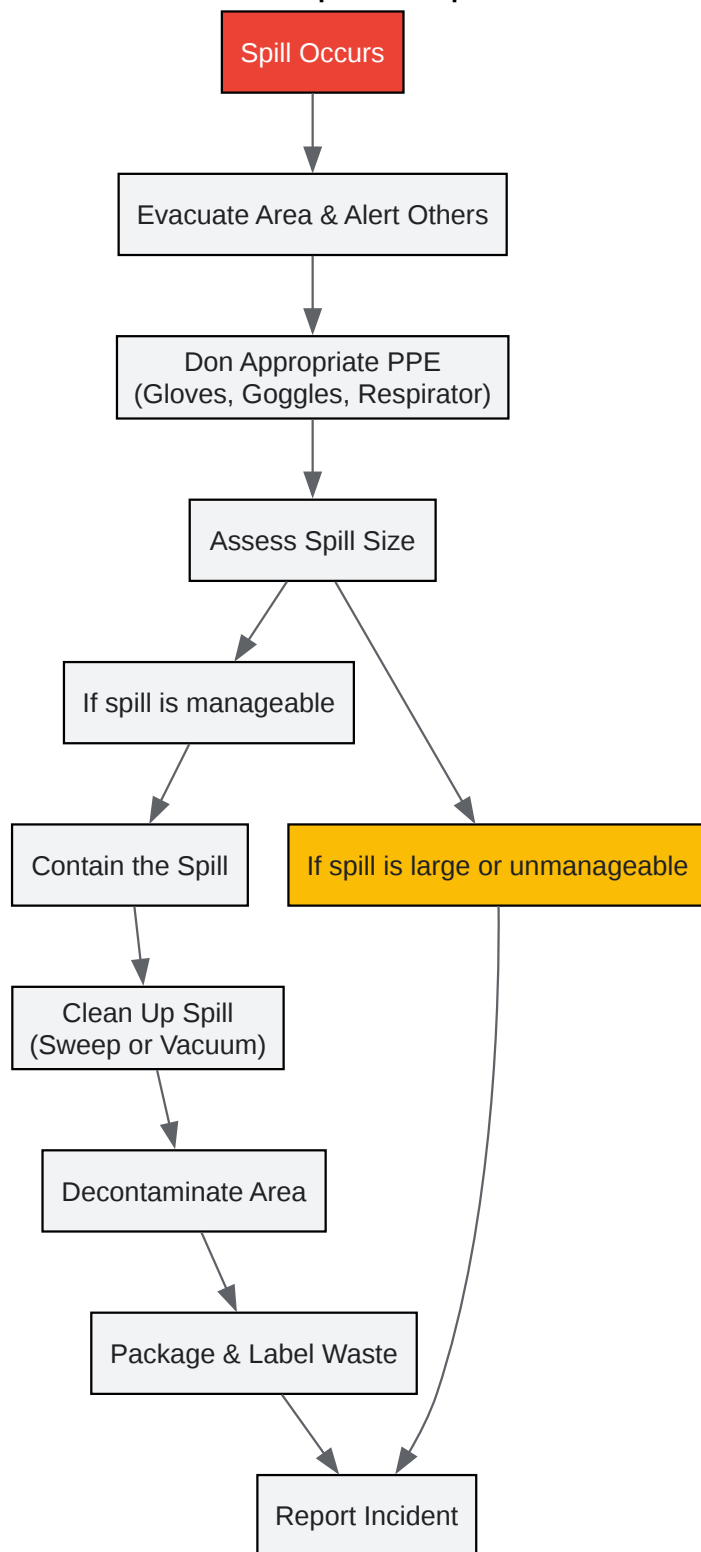 Spill Occurs
Evacuate Area & Alert Others
Don Appropriate PPE
(Gloves, Goggles, Respirator)
Assess Spill Size
If spill is manageable
Contain the Spill
If spill is large or unmanageable
Clean Up Spill
(Sweep or Vacuum)
Decontaminate Area
Package & Label Waste
Report Incident